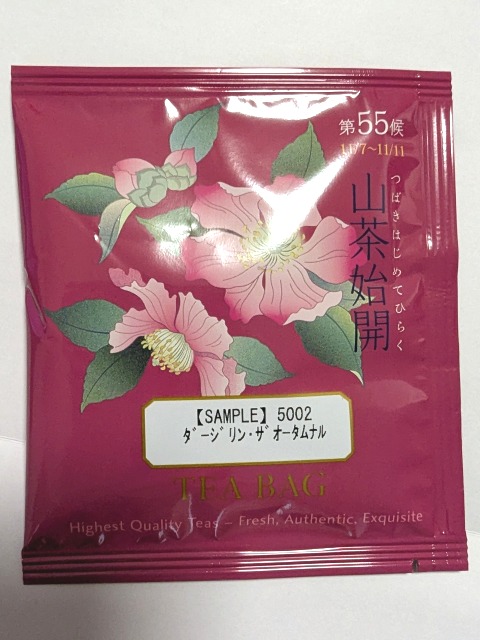 第55候
11/7～11/11
山茶始開
つばきはじめてひらく
【SAMPLE】5002
ﾀﾞｰｼﾞﾘﾝ・ｻﾞｵｰﾀﾑﾅﾙ
TEA BAG
Highest Quality Teas – Fresh, Authentic, Exquisite